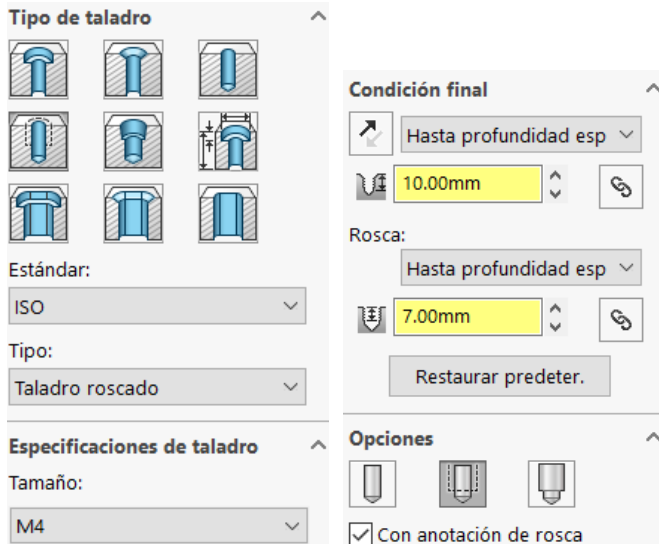 Tipo de taladro
Estándar:
ISO
Tipo:
Taladro roscado
Especificaciones de taladro
Tamaño:
M4
Condición final
Hasta profundidad esp
10.00mm
Rosca:
Hasta profundidad esp
7.00mm
Restaurar predeter.
Opciones
Con anotación de rosca